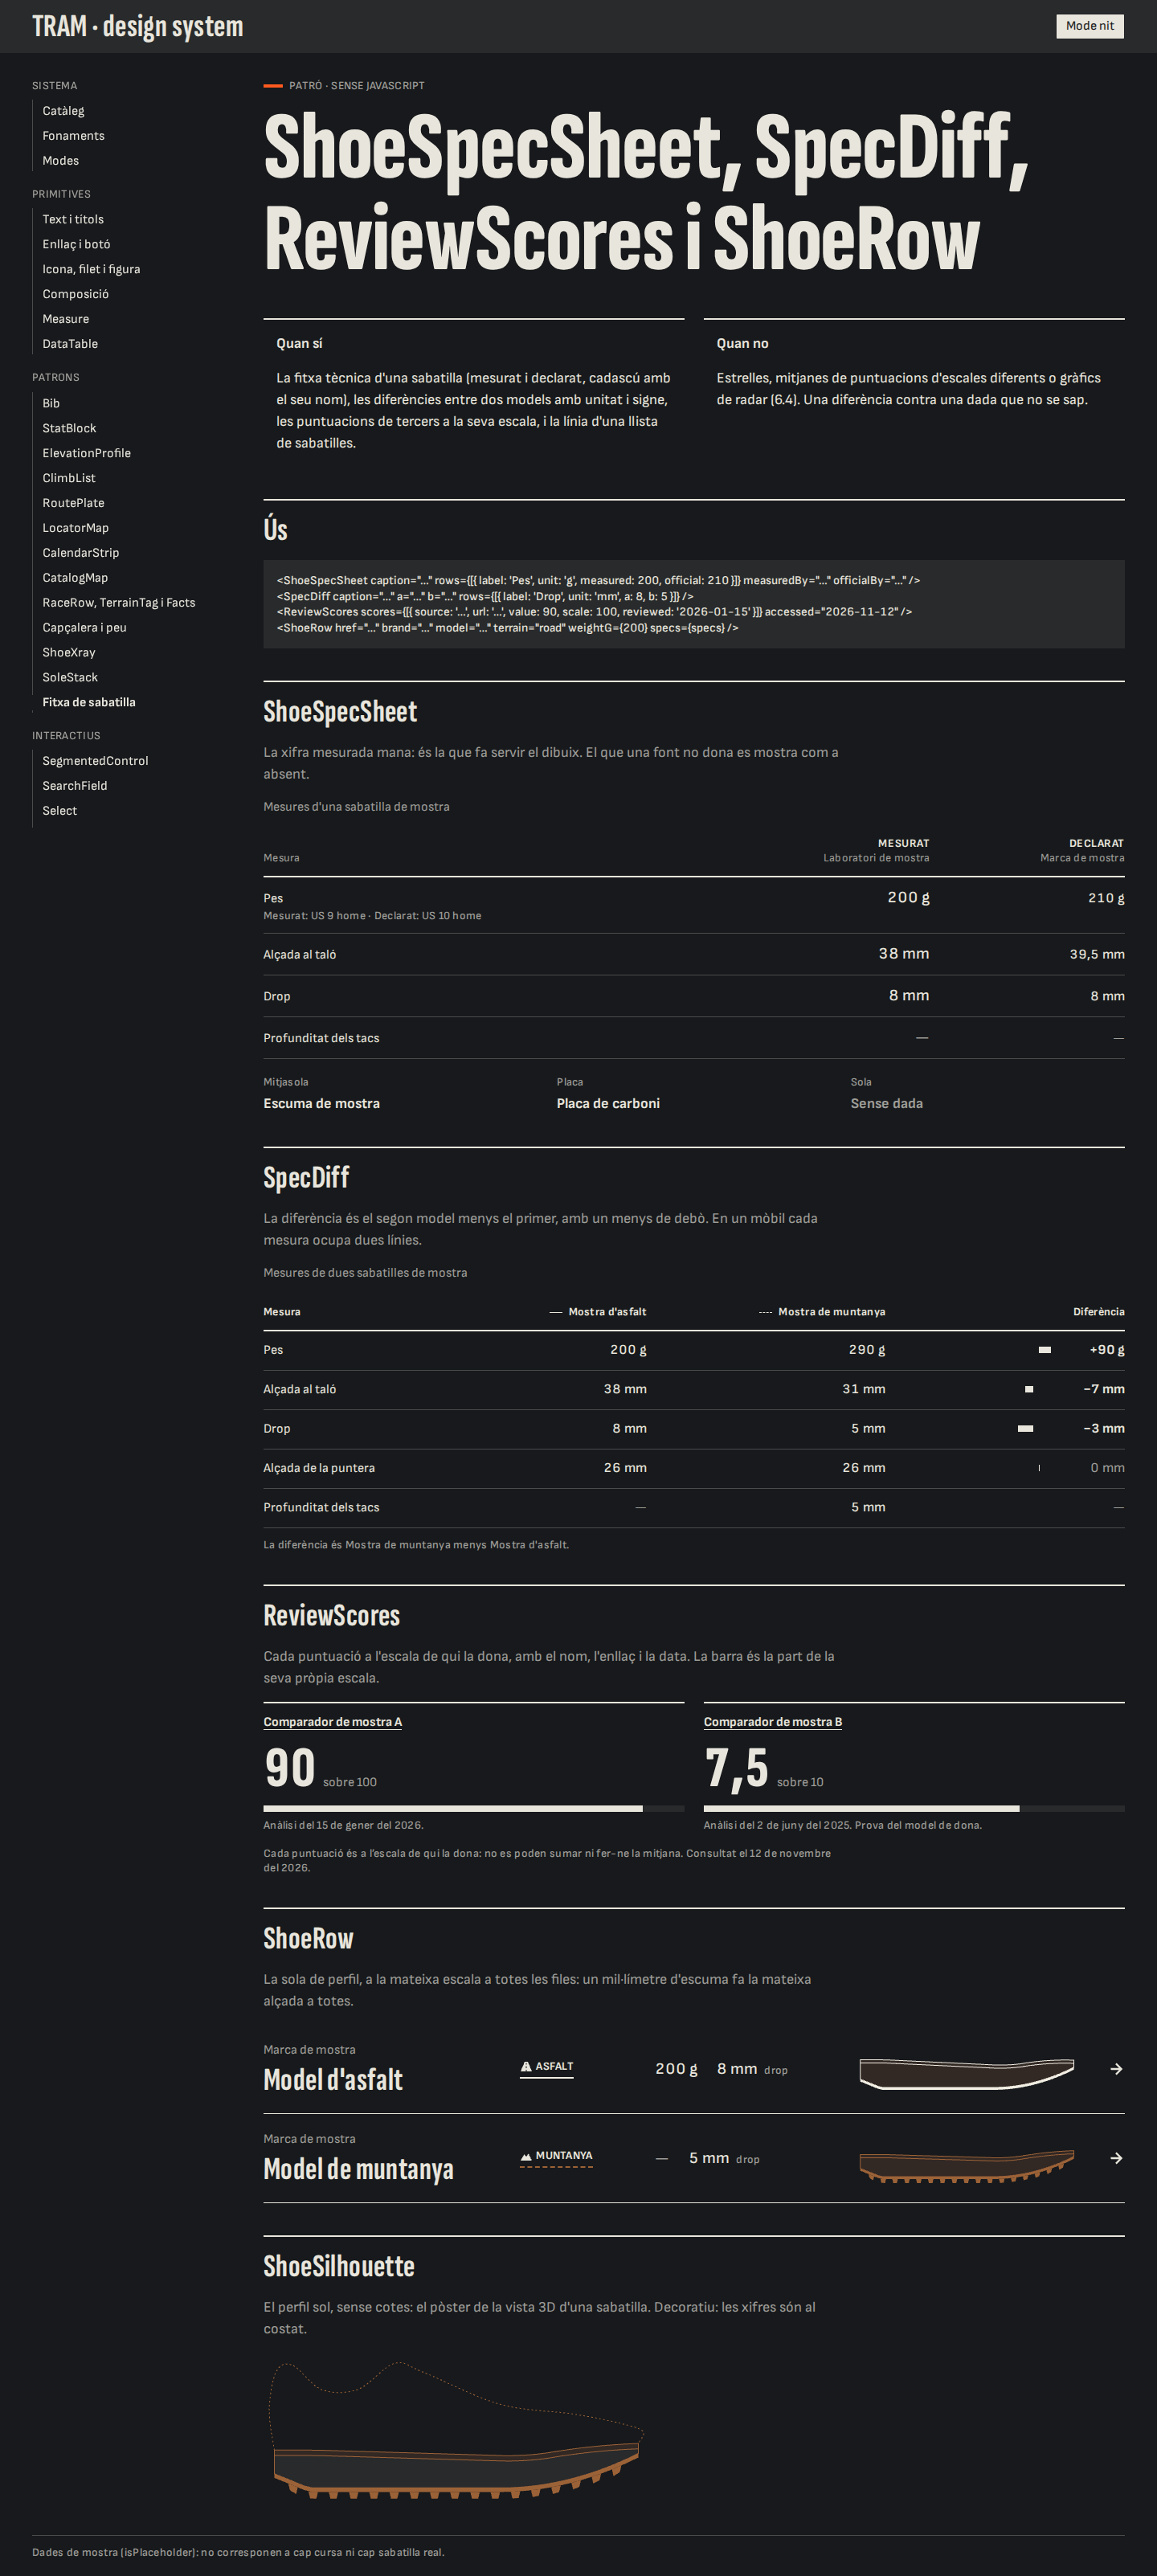 TRAM · design system
Mode nit
SISTEMA
Catàleg
Fonaments
Modes
PRIMITIVES
Text i títols
Enllaç i botó
Icona, filet i figura
Composició
Measure
DataTable
PATRONS
Bib
StatBlock
ElevationProfile
ClimbList
RoutePlate
LocatorMap
CalendarStrip
CatalogMap
RaceRow, TerrainTag i Facts
Capçalera i peu
ShoeXray
SoleStack
Fitxa de sabatilla
INTERACTIUS
SegmentedControl
SearchField
Select
PATRÓ · SENSE JAVASCRIPT
ShoeSpecSheet, SpecDiff,
ReviewScores i ShoeRow
Quan sí
La fitxa tècnica d'una sabatilla (mesurat i declarat, cadascú amb
el seu nom), les diferències entre dos models amb unitat i signe,
les puntuacions de tercers a la seva escala, i la línia d'una llista
de sabatilles.
Quan no
Estrelles, mitjanes de puntuacions d'escales diferents o gràfics
de radar (6.4). Una diferència contra una dada que no se sap.
Ús
<ShoeSpecSheet caption="…" rows={[{ label: 'Pes', unit: 'g', measured: 200, official: 210 }]} measuredBy="…" officialBy="…" />
<SpecDiff caption="…" a="…" b="…" rows={[{ label: 'Drop', unit: 'mm', a: 8, b: 5 }]} />
<ReviewScores scores={[{ source: '…', url: '…', value: 90, scale: 100, reviewed: '2026-01-15' }]} accessed="2026-11-12" />
<ShoeRow href="…" brand="…" model="…" terrain="road" weightG={200} specs={specs} />
ShoeSpecSheet
La xifra mesurada mana: és la que fa servir el dibuix. El que una font no dona es mostra com a
absent.
Mesures d'una sabatilla de mostra
Mesura MESURAT Laboratori de mostra DECLARAT Marca de mostra
Pes 200 g 210 g
Mesurat: US 9 home · Declarat: US 10 home
Alçada al taló 38 mm 39,5 mm
Drop 8 mm 8 mm
Profunditat dels tacs — —
Mitjasola Placa Sola
Escuma de mostra Placa de carboni Sense dada
SpecDiff
La diferència és el segon model menys el primer, amb un menys de debò. En un mòbil cada
mesura ocupa dues línies.
Mesures de dues sabatilles de mostra
Mesura Mostra d'asfalt Mostra de muntanya Diferència
Pes 200 g 290 g +90 g
Alçada al taló 38 mm 31 mm −7 mm
Drop 8 mm 5 mm −3 mm
Alçada de la puntera 26 mm 26 mm 0 mm
Profunditat dels tacs — 5 mm —
La diferència és Mostra de muntanya menys Mostra d'asfalt.
ReviewScores
Cada puntuació a l'escala de qui la dona, amb el nom, l'enllaç i la data. La barra és la part de la
seva pròpia escala.
Comparador de mostra A
90 sobre 100
Anàlisi del 15 de gener del 2026.
Comparador de mostra B
7,5 sobre 10
Anàlisi del 2 de juny del 2025. Prova del model de dona.
Cada puntuació és a l'escala de qui la dona: no es poden sumar ni fer-ne la mitjana. Consultat el 12 de novembre
del 2026.
ShoeRow
La sola de perfil, a la mateixa escala a totes les files: un mil·límetre d'escuma fa la mateixa
alçada a totes.
Marca de mostra
Model d'asfalt ASFALT 200 g 8 mm drop →
Marca de mostra
Model de muntanya MUNTANYA — 5 mm drop →
ShoeSilhouette
El perfil sol, sense cotes: el pòster de la vista 3D d'una sabatilla. Decoratiu: les xifres són al
costat.
Dades de mostra (isPlaceholder): no corresponen a cap cursa ni cap sabatilla real.